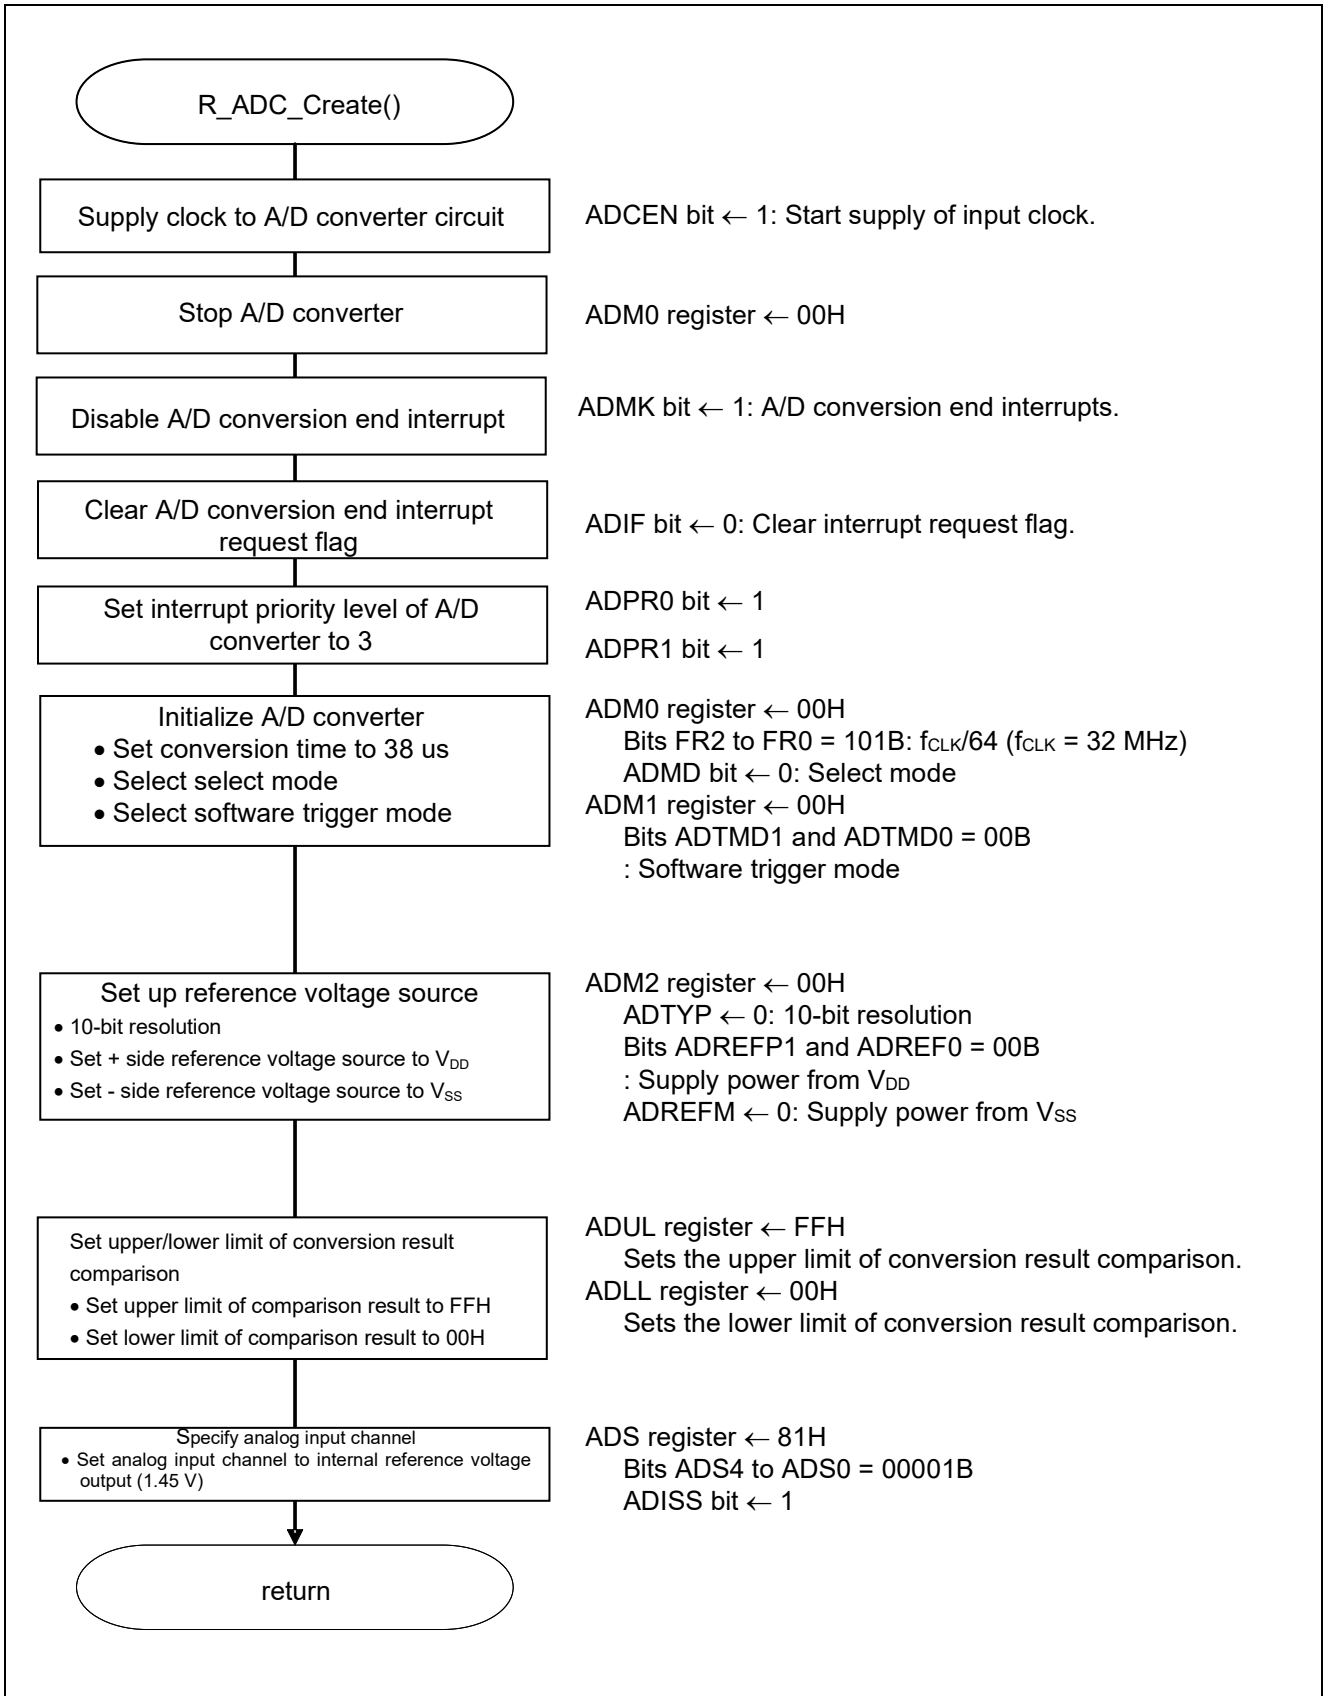 R_ADC_Create()
Supply clock to A/D converter circuit
ADCEN bit ← 1: Start supply of input clock.
Stop A/D converter
ADM0 register ← 00H
Disable A/D conversion end interrupt
ADMK bit ← 1: A/D conversion end interrupts.
Clear A/D conversion end interrupt
request flag
ADIF bit ← 0: Clear interrupt request flag.
Set interrupt priority level of A/D
converter to 3
ADPR0 bit ← 1
ADPR1 bit ← 1
Initialize A/D converter
• Set conversion time to 38 us
• Select select mode
• Select software trigger mode
ADM0 register ← 00H
Bits FR2 to FR0 = 101B: fCLK/64 (fCLK = 32 MHz)
ADMD bit ← 0: Select mode
ADM1 register ← 00H
Bits ADTMD1 and ADTMD0 = 00B
: Software trigger mode
Set up reference voltage source
• 10-bit resolution
• Set + side reference voltage source to VDD
• Set - side reference voltage source to VSS
ADM2 register ← 00H
ADTYP ← 0: 10-bit resolution
Bits ADREFP1 and ADREF0 = 00B
: Supply power from VDD
ADREFM ← 0: Supply power from VSS
Set upper/lower limit of conversion result
comparison
• Set upper limit of comparison result to FFH
• Set lower limit of comparison result to 00H
ADUL register ← FFH
Sets the upper limit of conversion result comparison.
ADLL register ← 00H
Sets the lower limit of conversion result comparison.
Specify analog input channel
• Set analog input channel to internal reference voltage
output (1.45 V)
ADS register ← 81H
Bits ADS4 to ADS0 = 00001B
ADISS bit ← 1
return